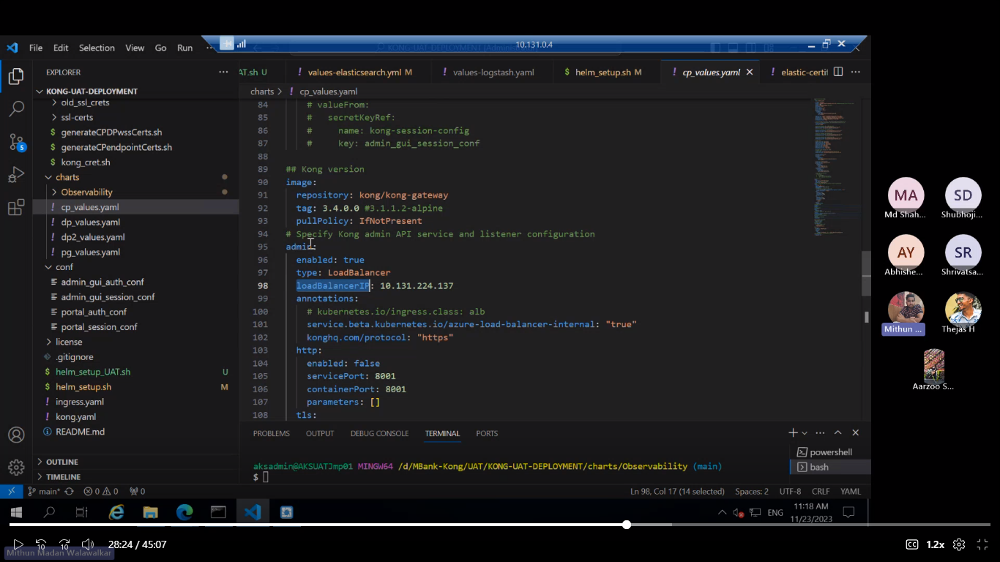 File Edit Selection View Go Run ...
10.131.0.4
EXPLORER
KONG-UAT-DEPLOYMENT
old_ssl_crets
ssl-certs
generateCPDPwssCerts.sh
generateCPendpointCerts.sh
kong_cret.sh
charts
Observability
cp_values.yaml
dp_values.yaml
dp2_values.yaml
pg_values.yaml
conf
admin_gui_auth_conf
admin_gui_session_conf
portal_auth_conf
portal_session_conf
license
.gitignore
helm_setup_UAT.sh U
helm_setup.sh M
ingress.yaml
kong.yaml
README.md
OUTLINE
TIMELINE
AT.sh U
values-elasticsearch.yml M
values-logstash.yaml
helm_setup.sh M
cp_values.yaml
elastic-certif
charts > ! cp_values.yaml
84 # valueFrom:
85 # secretKeyRef:
86 # name: kong-session-config
87 # key: admin_gui_session_conf
88
89 ## Kong version
90 image:
91 repository: kong/kong-gateway
92 tag: 3.4.0.0 #3.1.1.2-alpine
93 pullPolicy: IfNotPresent
94 # Specify Kong admin API service and listener configuration
95 admin:
96 enabled: true
97 type: LoadBalancer
98 loadBalancerIP: 10.131.224.137
99 annotations:
100 # kubernetes.io/ingress.class: alb
101 service.beta.kubernetes.io/azure-load-balancer-internal: "true"
102 konghq.com/protocol: "https"
103 http:
104 enabled: false
105 servicePort: 8001
106 containerPort: 8001
107 parameters: []
108 tls:
PROBLEMS OUTPUT DEBUG CONSOLE TERMINAL PORTS
aksadmin@AKSUATJmp01 MINGW64 /d/MBank-Kong/UAT/KONG-UAT-DEPLOYMENT/charts/Observability (main)
$
powershell
bash
5
main* 0 0 0
Ln 98, Col 17 (14 selected) Spaces: 2 UTF-8 CRLF YAML
ENG
11:18 AM
11/23/2023
MA
Md Shah...
SD
Shubhoji...
AY
Abhishe...
SR
Shrivatsa...
Mithun ...
Thejas H
Aarzoo S...
10 10 28:24 / 45:07
CC 1.2x
Mithun Madan Walawalkar